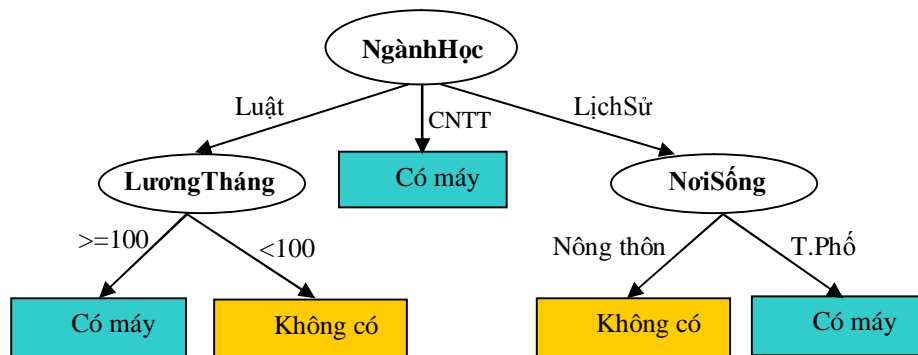 NgànhHọc
Luật
CNTT
LịchSử
LươngTháng
Có máy
NơiSống
>=100
<100
Nông thôn
T.Phố
Có máy
Không có
Không có
Có máy